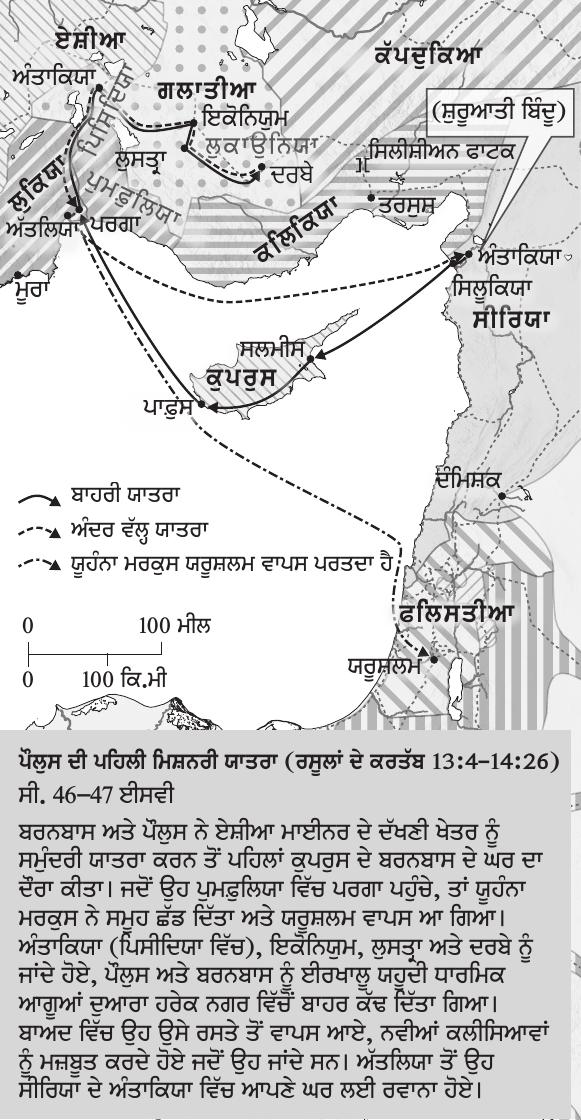 ਏਸ਼ੀਆ
ਕੱਪਦੁਕਿਆ
ਅੰਤਾਕਿਯਾ
ਪਿਸਿਦਿਸ਼ਾ
ਗਲਾਤੀਆ
(ਸ਼ੁਰੂਆਤੀ ਬਿੰਦੂ)
ਇਕੋਨਿਯੁਮ
ਲੁਕਾਉਨਿਯਾ
ਲੁਸਤ੍ਰਾ
ਦਰਬੇ
ਸਿਲੀਸ਼ੀਅਨ ਫਾਟਕ
ਲੁਕਿਯਾ
ਪੁਮਫੁਲਿਯਾ
ਤਰਸੁਸ਼
ਅੱਤਲਿਯਾ
ਪਰਗਾ
ਕਲਿਕਿਯਾ
ਅੰਤਾਕਿਯਾ
ਮੂਰਾ
ਸਿਲੂਕਿਯਾ
ਸੀਰਿਯਾ
ਸਲਮੀਸ
ਕੁਪਰੁਸ
ਪਾਫ਼ੁਸ
ਦੰਮਿਸ਼ਕ
ਬਾਹਰੀ ਯਾਤਰਾ
ਅੰਦਰ ਵੱਲ੍ਹ ਯਾਤਰਾ
ਯੂਹੰਨਾ ਮਰਕੁਸ ਯਰੂਸ਼ਲਮ ਵਾਪਸ ਪਰਤਦਾ ਹੈ
ਫਲਿਸਤੀਆ
0 100 ਮੀਲ
0 100 ਕਿ.ਮੀ
ਯਰੂਸ਼ਲਮ
ਪੌਲੁਸ ਦੀ ਪਹਿਲੀ ਮਿਸ਼ਨਰੀ ਯਾਤਰਾ (ਰਸੂਲਾਂ ਦੇ ਕਰਤੱਬ 13:4–14:26)
ਸੀ. 46–47 ਈਸਵੀ
ਬਰਨਬਾਸ ਅਤੇ ਪੌਲੁਸ ਨੇ ਏਸ਼ੀਆ ਮਾਈਨਰ ਦੇ ਦੱਖਣੀ ਖੇਤਰ ਨੂੰ
ਸਮੁੰਦਰੀ ਯਾਤਰਾ ਕਰਨ ਤੋਂ ਪਹਿਲਾਂ ਕੁਪਰੁਸ ਦੇ ਬਰਨਬਾਸ ਦੇ ਘਰ ਦਾ
ਦੌਰਾ ਕੀਤਾ। ਜਦੋਂ ਉਹ ਪੁਮਫ਼ੁਲਿਯਾ ਵਿੱਚ ਪਰਗਾ ਪਹੁੰਚੇ, ਤਾਂ ਯੂਹੰਨਾ
ਮਰਕੁਸ ਨੇ ਸਮੂਹ ਛੱਡ ਦਿੱਤਾ ਅਤੇ ਯਰੂਸ਼ਲਮ ਵਾਪਸ ਆ ਗਿਆ।
ਅੰਤਾਕਿਯਾ (ਪਿਸੀਦਿਯਾ ਵਿੱਚ), ਇਕੋਨਿਯੁਮ, ਲੁਸਤ੍ਰਾ ਅਤੇ ਦਰਬੇ ਨੂੰ
ਜਾਂਦੇ ਹੋਏ, ਪੌਲੁਸ ਅਤੇ ਬਰਨਬਾਸ ਨੂੰ ਈਰਖਾਲੂ ਯਹੂਦੀ ਧਾਰਮਿਕ
ਆਗੂਆਂ ਦੁਆਰਾ ਹਰੇਕ ਨਗਰ ਵਿੱਚੋਂ ਬਾਹਰ ਕੱਢ ਦਿੱਤਾ ਗਿਆ।
ਬਾਅਦ ਵਿੱਚ ਉਹ ਉਸੇ ਰਸਤੇ ਤੋਂ ਵਾਪਸ ਆਏ, ਨਵੀਆਂ ਕਲੀਸਿਆਵਾਂ
ਨੂੰ ਮਜ਼ਬੂਤ ਕਰਦੇ ਹੋਏ ਜਦੋਂ ਉਹ ਜਾਂਦੇ ਸਨ। ਅੱਤਲਿਯਾ ਤੋਂ ਉਹ
ਸੀਰਿਯਾ ਦੇ ਅੰਤਾਕਿਯਾ ਵਿੱਚ ਆਪਣੇ ਘਰ ਲਈ ਰਵਾਨਾ ਹੋਏ।